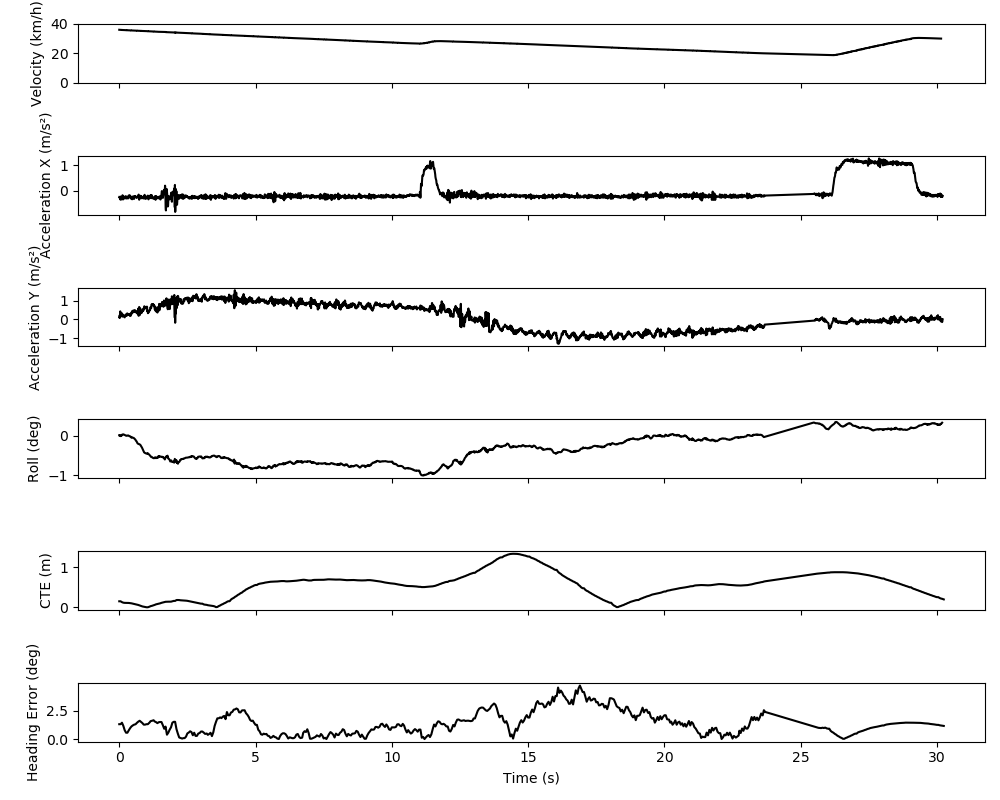 Velocity (km/h)
40
20
0
Acceleration X (m/s²)
1
0
Acceleration Y (m/s²)
1
0
−1
Roll (deg)
0
−1
CTE (m)
1
0
Heading Error (deg)
2.5
0.0
0 5 10 15 20 25 30
Time (s)